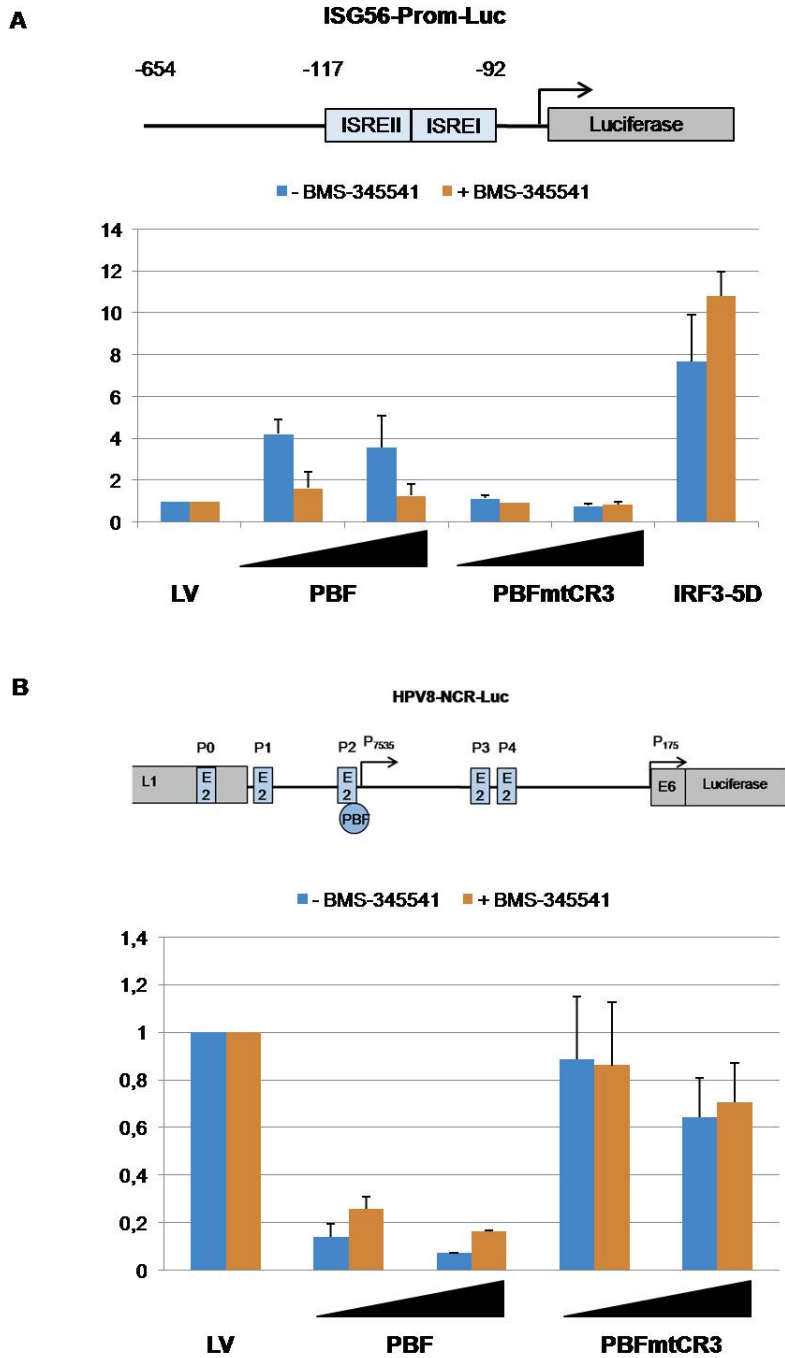 A
ISG56-Prom-Luc
-654 -117 -92
ISREII ISREI Luciferase
- BMS-345541 + BMS-345541
14
12
10
8
6
4
2
0
LV PBF PBFmtCR3 IRF3-5D
B
HPV8-NCR-Luc
P0 P1 P2 P7535 P3 P4 P175
L1 E2 E2 E2 E2 E2 E6 Luciferase
PBF
- BMS-345541 + BMS-345541
1,4
1,2
1
0,8
0,6
0,4
0,2
0
LV PBF PBFmtCR3